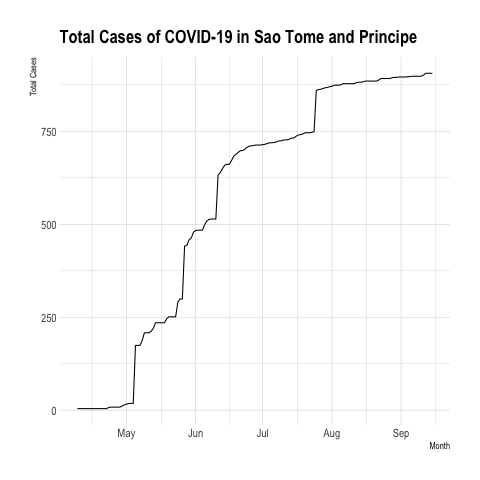 Total Cases of COVID-19 in Sao Tome and Principe
Total Cases
750
500
250
0
May Jun Jul Aug Sep
Month